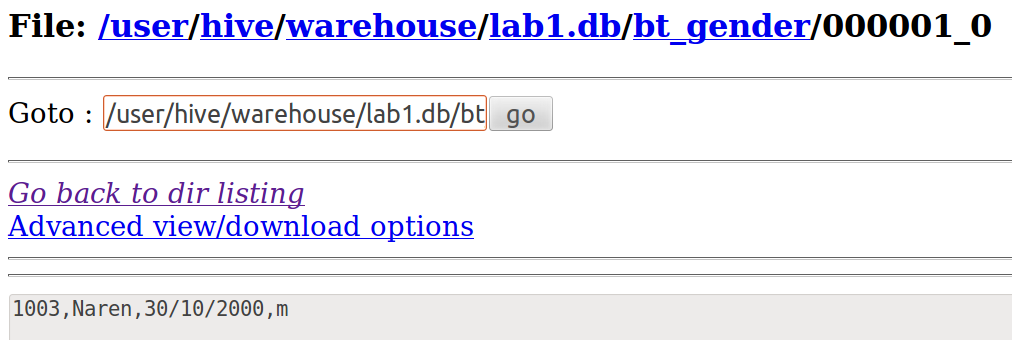 File: /user/hive/warehouse/lab1.db/bt_gender/000001_0
Goto : /user/hive/warehouse/lab1.db/bt go
Go back to dir listing
Advanced view/download options
1003,Naren,30/10/2000,m